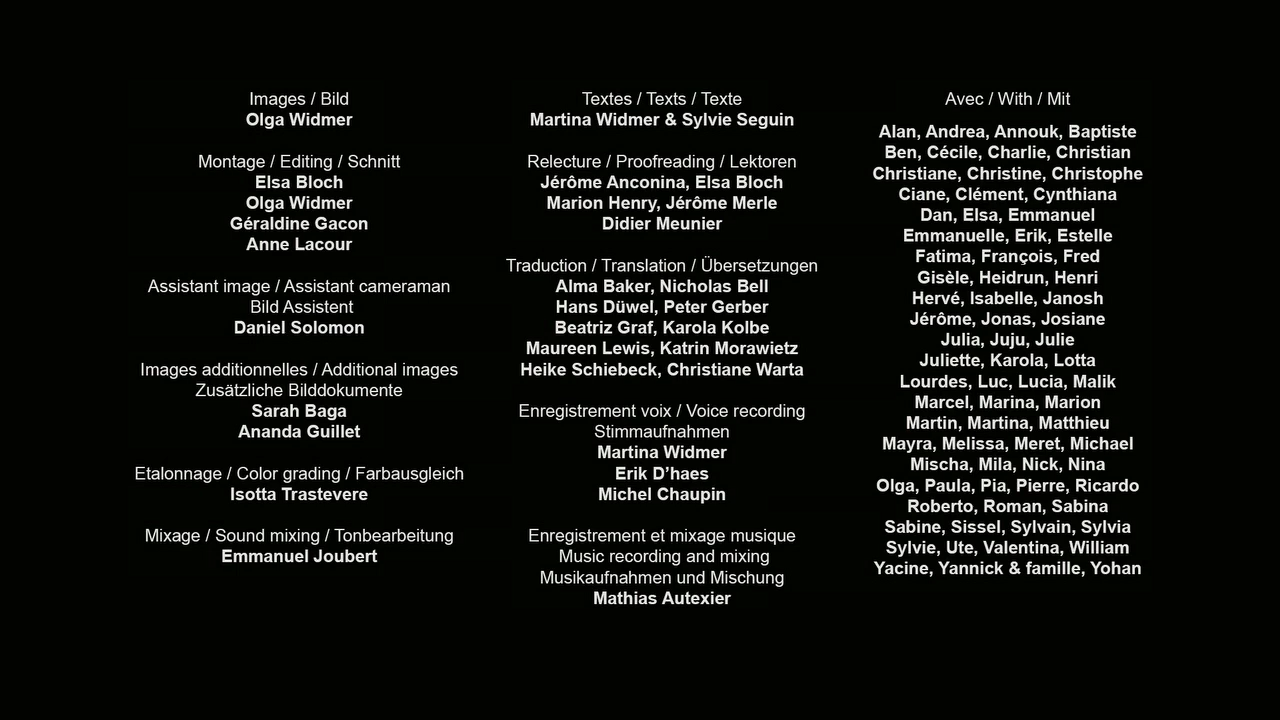 Images / Bild
Olga Widmer
Montage / Editing / Schnitt
Elsa Bloch
Olga Widmer
Géraldine Gacon
Anne Lacour
Assistant image / Assistant cameraman
Bild Assistent
Daniel Solomon
Images additionnelles / Additional images
Zusätzliche Bilddokumente
Sarah Baga
Ananda Guillet
Etalonnage / Color grading / Farbausgleich
Isotta Trastevere
Mixage / Sound mixing / Tonbearbeitung
Emmanuel Joubert
Textes / Texts / Texte
Martina Widmer & Sylvie Seguin
Relecture / Proofreading / Lektoren
Jérôme Anconina, Elsa Bloch
Marion Henry, Jérôme Merle
Didier Meunier
Traduction / Translation / Übersetzungen
Alma Baker, Nicholas Bell
Hans Düwel, Peter Gerber
Beatriz Graf, Karola Kolbe
Maureen Lewis, Katrin Morawietz
Heike Schiebeck, Christiane Warta
Enregistrement voix / Voice recording
Stimmaufnahmen
Martina Widmer
Erik D’haes
Michel Chaupin
Enregistrement et mixage musique
Music recording and mixing
Musikaufnahmen und Mischung
Mathias Autexier
Avec / With / Mit
Alan, Andrea, Annouk, Baptiste
Ben, Cécile, Charlie, Christian
Christiane, Christine, Christophe
Ciane, Clément, Cynthiana
Dan, Elsa, Emmanuel
Emmanuelle, Erik, Estelle
Fatima, François, Fred
Gisèle, Heidrun, Henri
Hervé, Isabelle, Janosh
Jérôme, Jonas, Josiane
Julia, Juju, Julie
Juliette, Karola, Lotta
Lourdes, Luc, Lucia, Malik
Marcel, Marina, Marion
Martin, Martina, Matthieu
Mayra, Melissa, Meret, Michael
Mischa, Mila, Nick, Nina
Olga, Paula, Pia, Pierre, Ricardo
Roberto, Roman, Sabina
Sabine, Sissel, Sylvain, Sylvia
Sylvie, Ute, Valentina, William
Yacine, Yannick & famille, Yohan